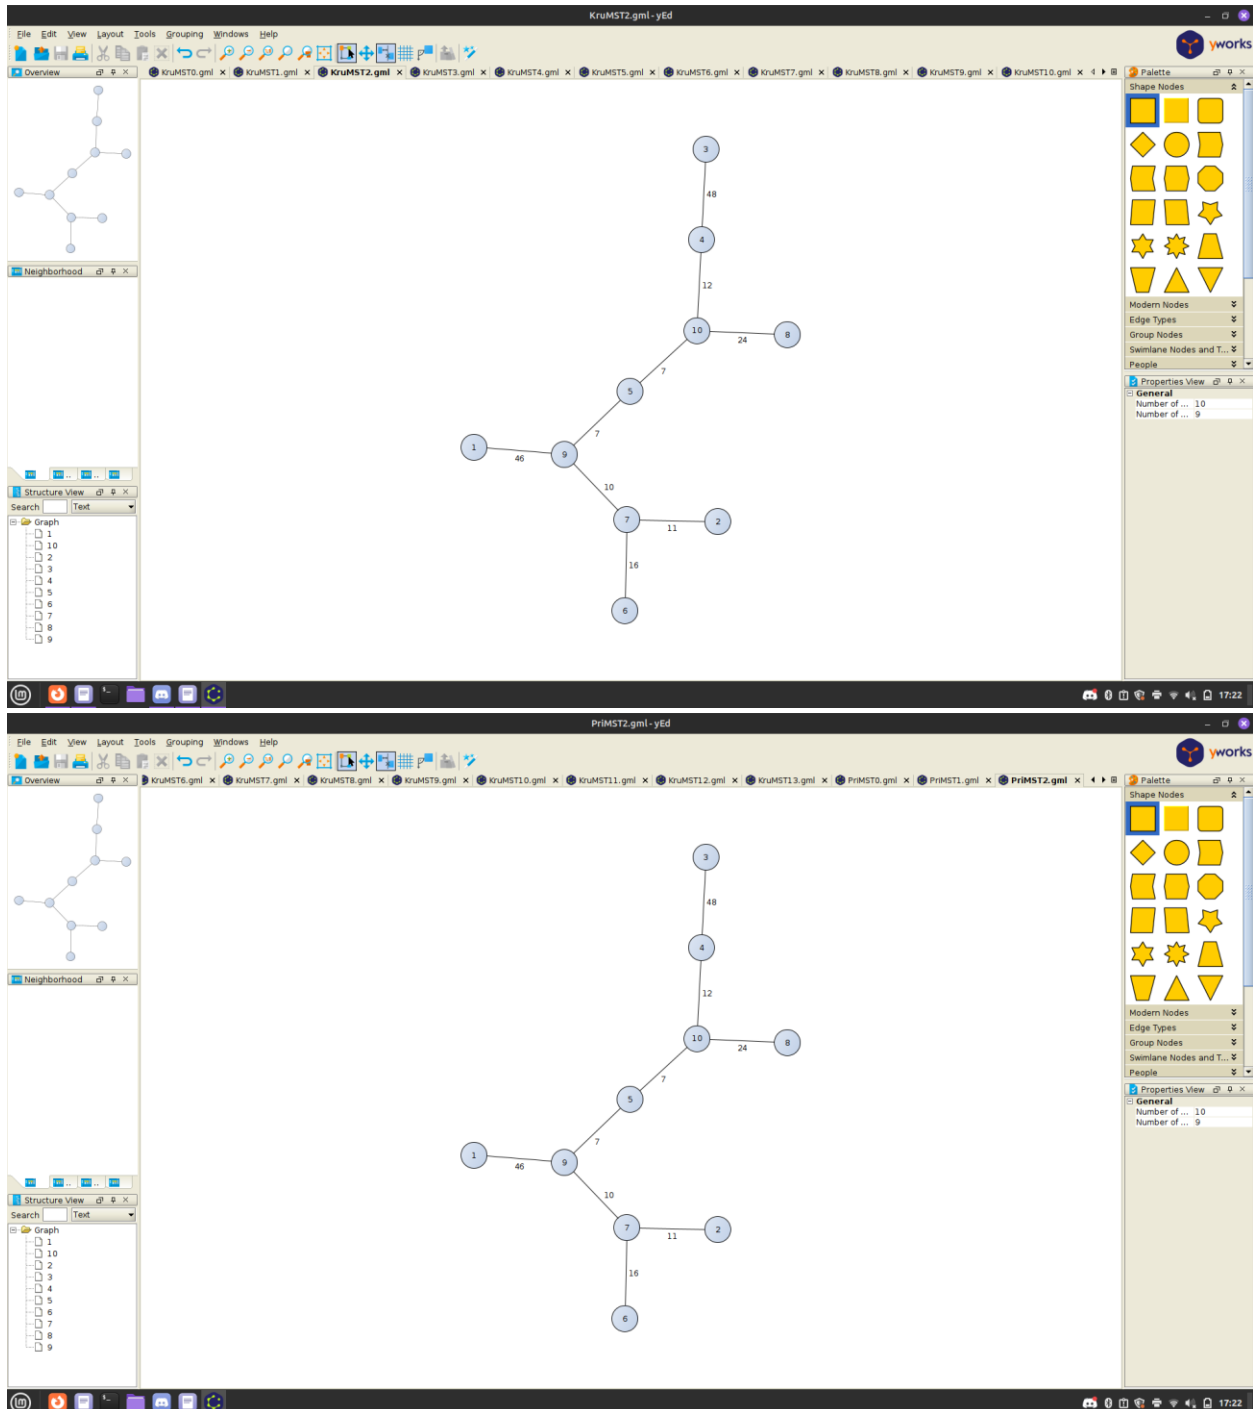 KruMST2.gml - yEd
File Edit View Layout Tools Grouping Windows Help
yworks
Overview
KruMST0.gml KruMST1.gml KruMST2.gml KruMST3.gml KruMST4.gml KruMST5.gml KruMST6.gml KruMST7.gml KruMST8.gml KruMST9.gml KruMST10.gml
Palette
Shape Nodes
3
48
4
12
10
24
8
7
5
7
1
46
9
10
7
11
2
16
6
Neighborhood
Structure View
Search Text
Graph
1
10
2
3
4
5
6
7
8
9
Modern Nodes
Edge Types
Group Nodes
Swimlane Nodes and T...
People
Properties View
General
Number of ... 10
Number of ... 9
17:22
PriMST2.gml - yEd
File Edit View Layout Tools Grouping Windows Help
yworks
Overview
KruMST6.gml KruMST7.gml KruMST8.gml KruMST9.gml KruMST10.gml KruMST11.gml KruMST12.gml KruMST13.gml PriMST0.gml PriMST1.gml PriMST2.gml
Palette
Shape Nodes
3
48
4
12
10
24
8
7
5
7
1
46
9
10
7
11
2
16
6
Neighborhood
Structure View
Search Text
Graph
1
10
2
3
4
5
6
7
8
9
Modern Nodes
Edge Types
Group Nodes
Swimlane Nodes and T...
People
Properties View
General
Number of ... 10
Number of ... 9
17:22